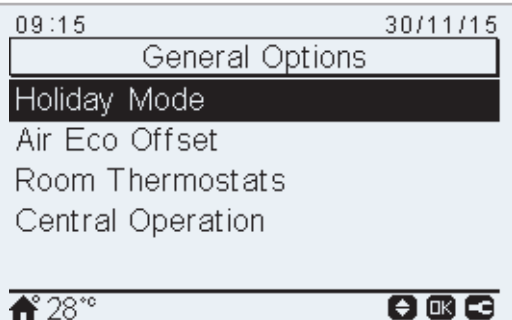 09:15 30/11/15
General Options
Holiday Mode
Air Eco Offset
Room Thermostats
Central Operation
28°C OK